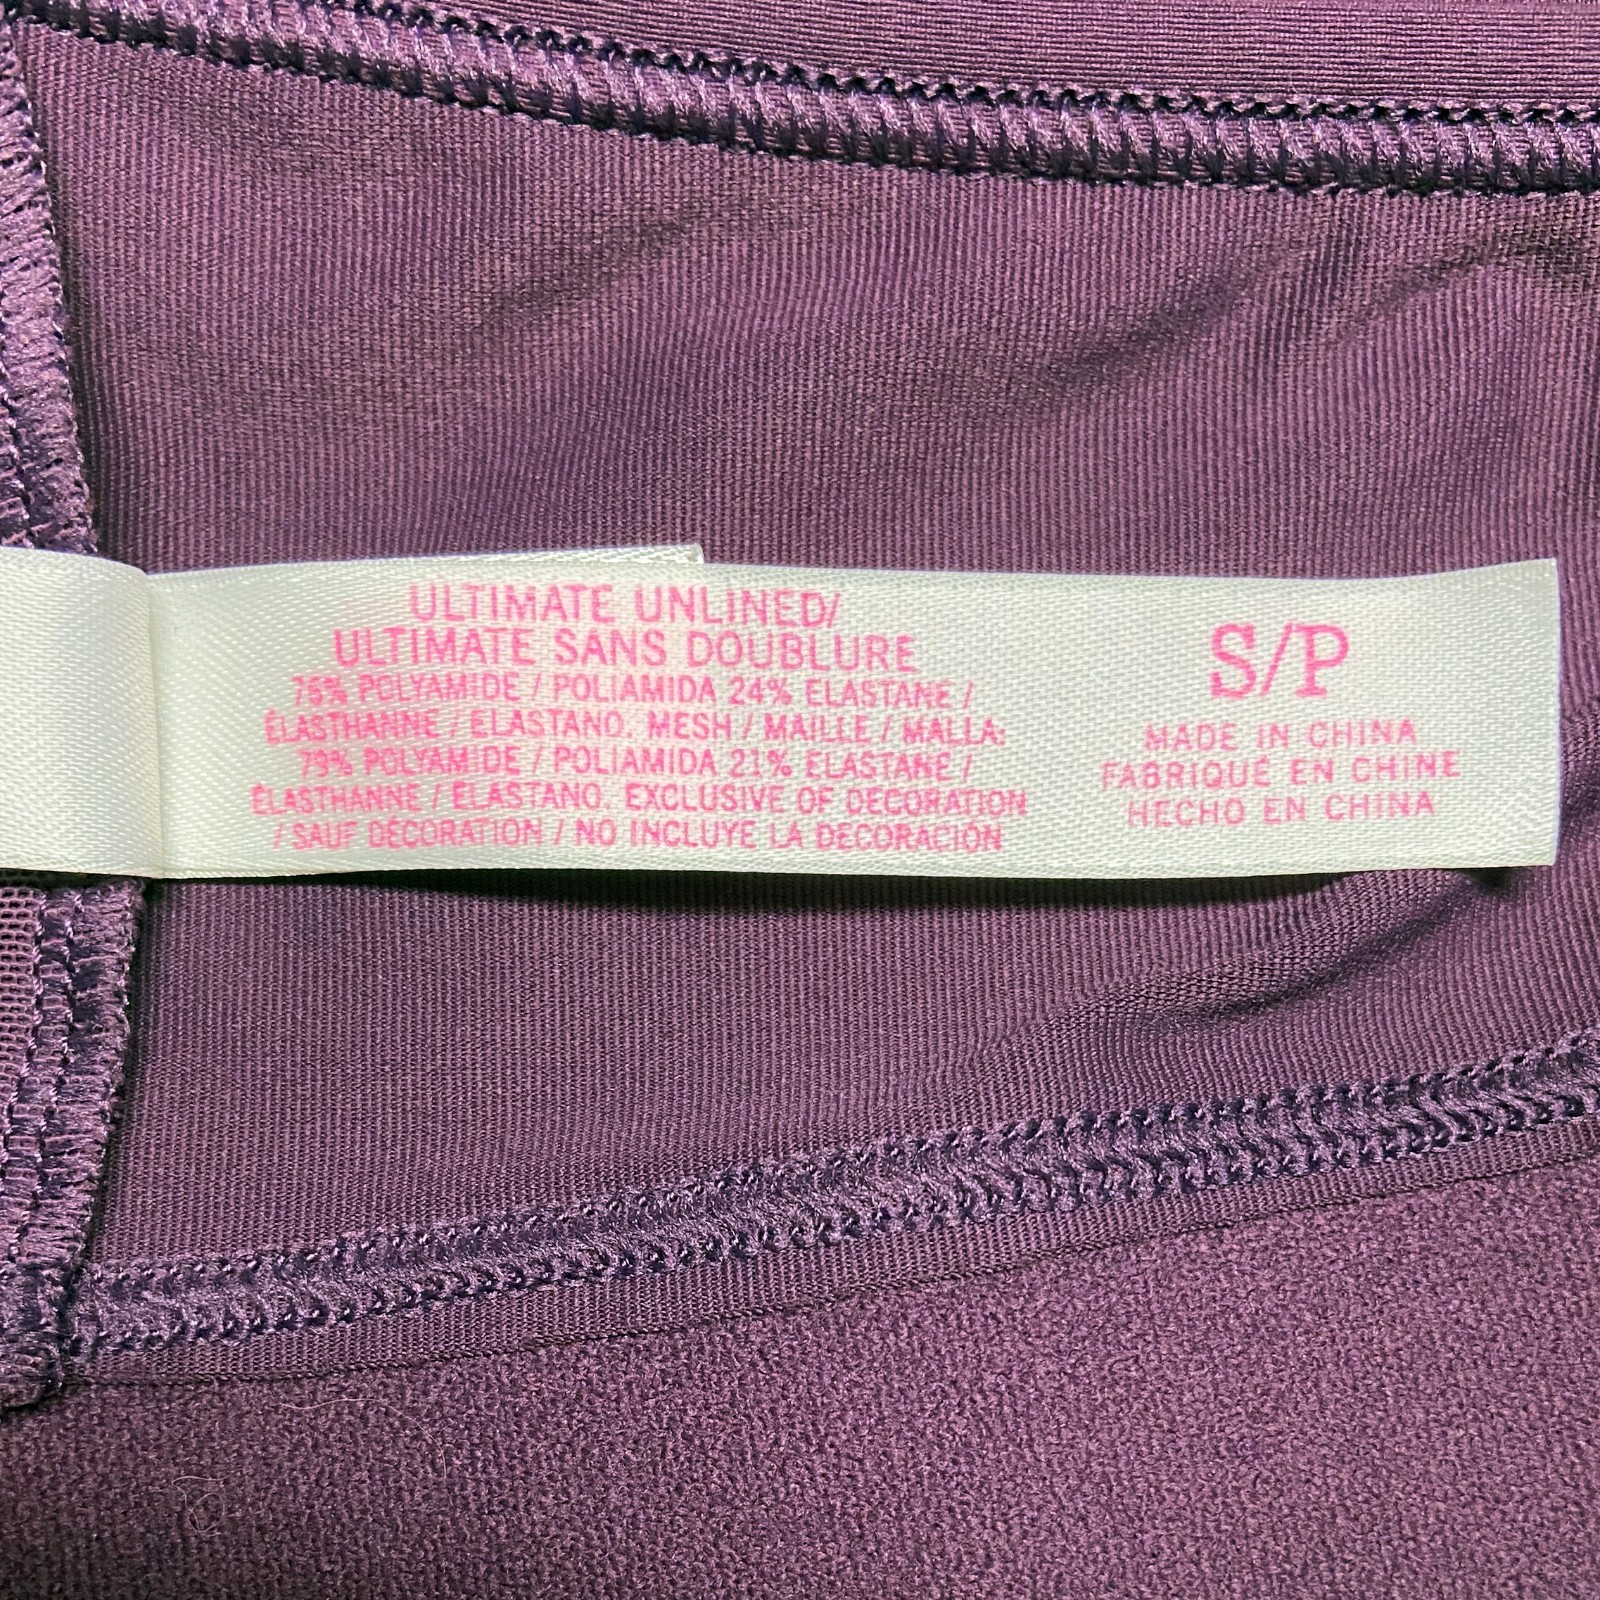 ULTIMATE UNLINED/
ULTIMATE SANS DOUBLURE
76% POLYAMIDE / POLIAMIDA 24% ELASTANE /
ÉLASTHANNE / ELASTANO. MESH / MAILLE / MALLA:
79% POLYAMIDE / POLIAMIDA 21% ELASTANE /
ÉLASTHANNE / ELASTANO. EXCLUSIVE OF DECORATION
/ SAUF DÉCORATION / NO INCLUYE LA DECORACIÓN
S/P
MADE IN CHINA
FABRIQUÉ EN CHINE
HECHO EN CHINA